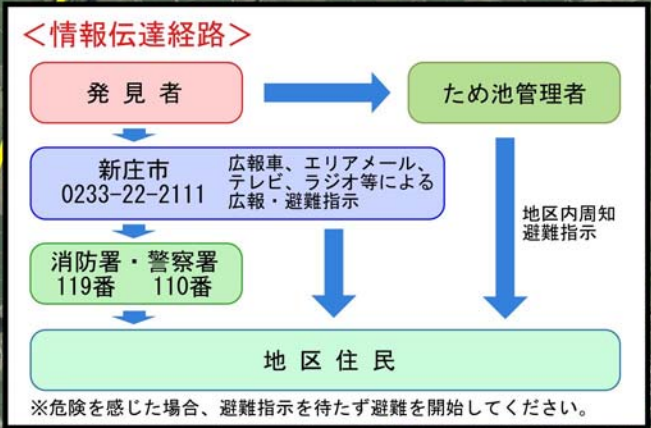 ＜情報伝達経路＞
発見者
ため池管理者
新庄市
0233-22-2111
広報車、エリアメール、
テレビ、ラジオ等による
広報・避難指示
地区内周知
避難指示
消防署・警察署
119番　110番
地区住民
※危険を感じた場合、避難指示を待たず避難を開始してください。